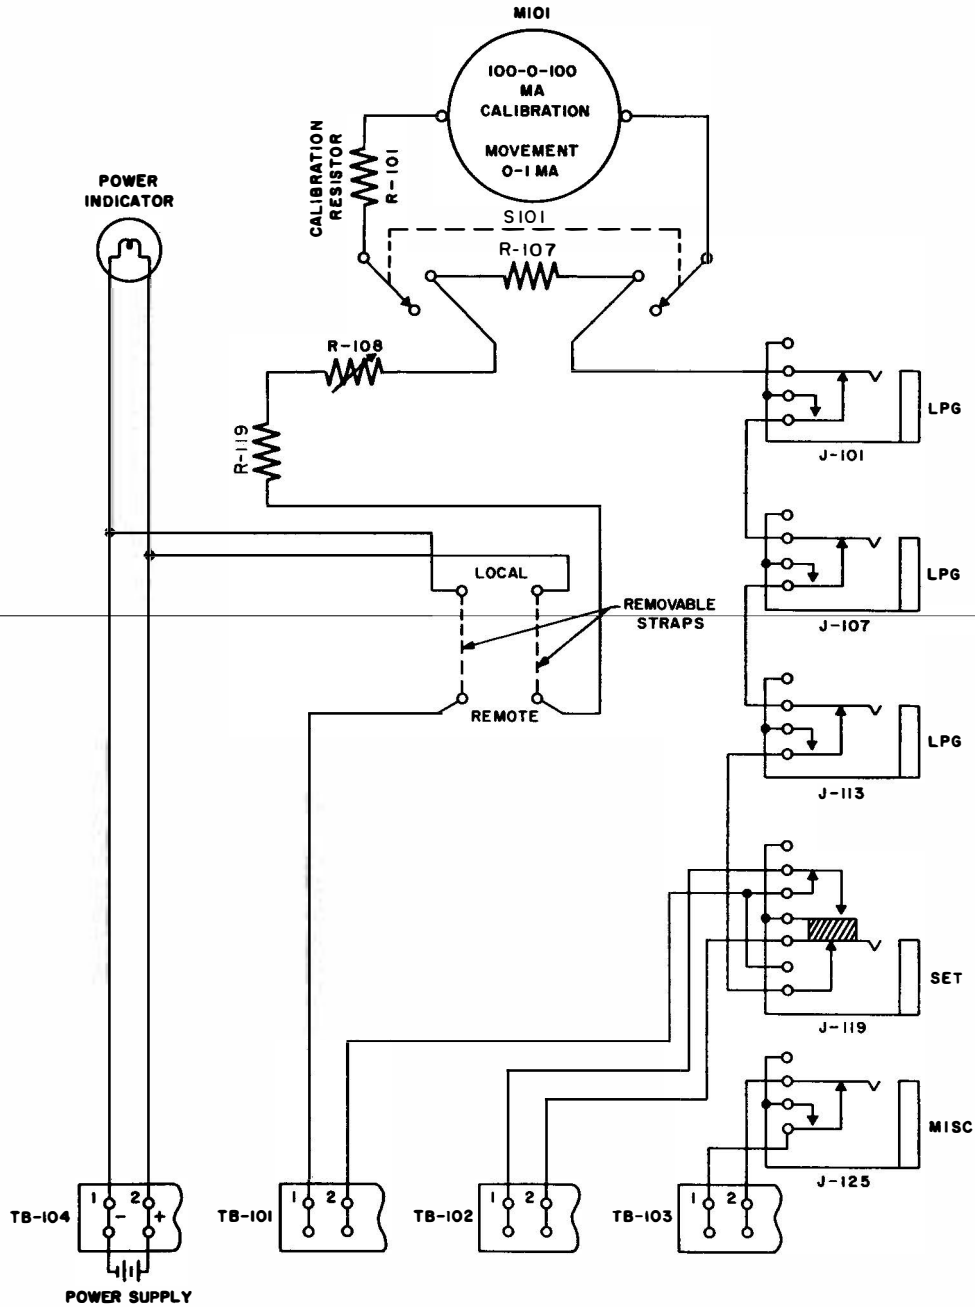 M101
100-0-100
MA
CALIBRATION
MOVEMENT
0-1 MA
CALIBRATION
RESISTOR
R-101
POWER
INDICATOR
S101
R-107
R-108
R-119
LPG
J-101
LOCAL
REMOVABLE
STRAPS
REMOTE
LPG
J-107
LPG
J-113
SET
J-119
MISC
J-125
TB-104
1
2
-
+
POWER SUPPLY
TB-101
1
2
TB-102
1
2
TB-103
1
2